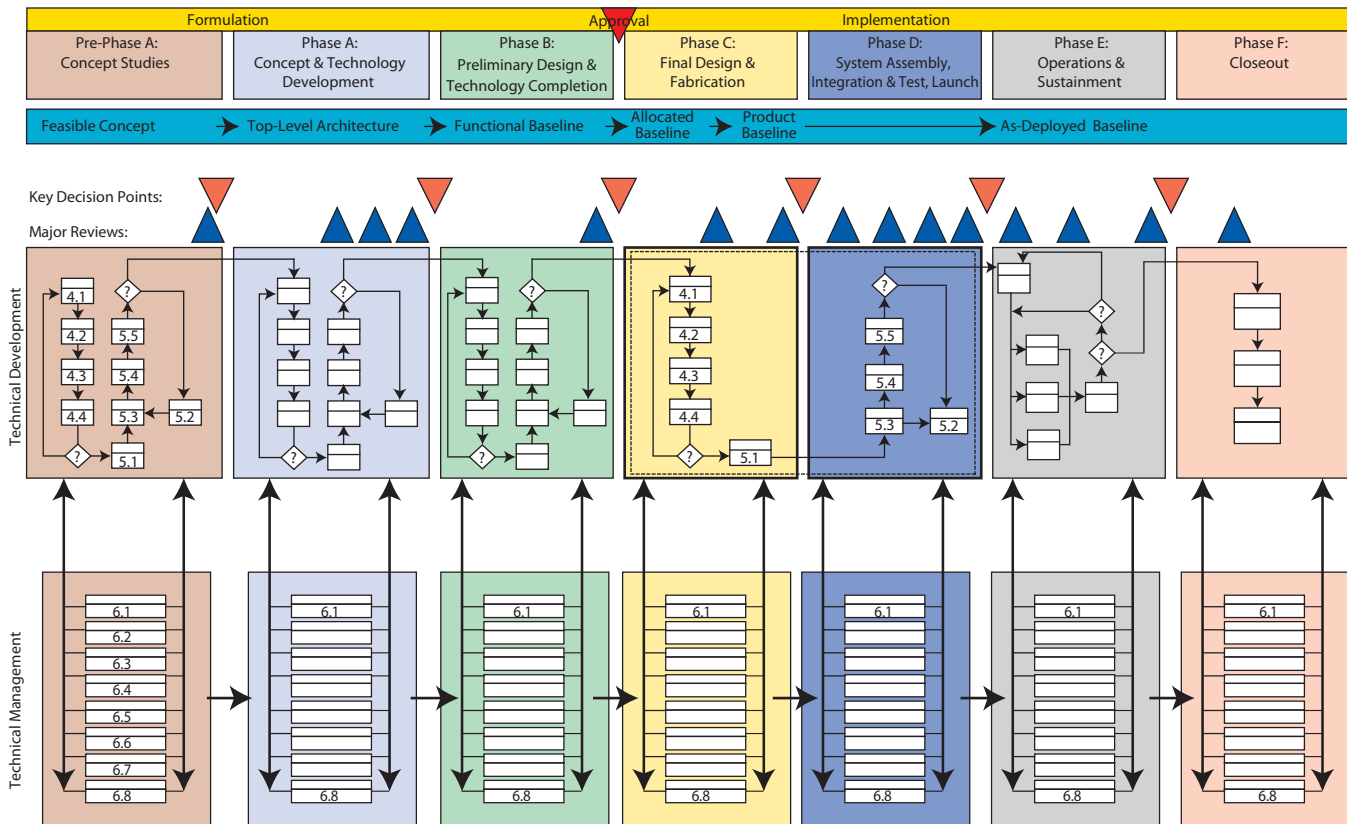 Formulation
Approval
Implementation
Pre-Phase A:
Concept Studies
Phase A:
Concept & Technology
Development
Phase B:
Preliminary Design &
Technology Completion
Phase C:
Final Design &
Fabrication
Phase D:
System Assembly,
Integration & Test, Launch
Phase E:
Operations &
Sustainment
Phase F:
Closeout
Feasible Concept
Top-Level Architecture
Functional Baseline
Allocated
Baseline
Product
Baseline
As-Deployed Baseline
Key Decision Points:
Major Reviews:
Technical Development
4.1
4.2
4.3
4.4
?
5.1
?
5.5
5.4
5.3
5.2
?
?
?
?
4.1
4.2
4.3
4.4
?
5.1
?
5.5
5.4
5.3
5.2
?
?
Technical Management
6.1
6.2
6.3
6.4
6.5
6.6
6.7
6.8
6.1
6.8
6.1
6.8
6.1
6.8
6.1
6.8
6.1
6.8
6.1
6.8